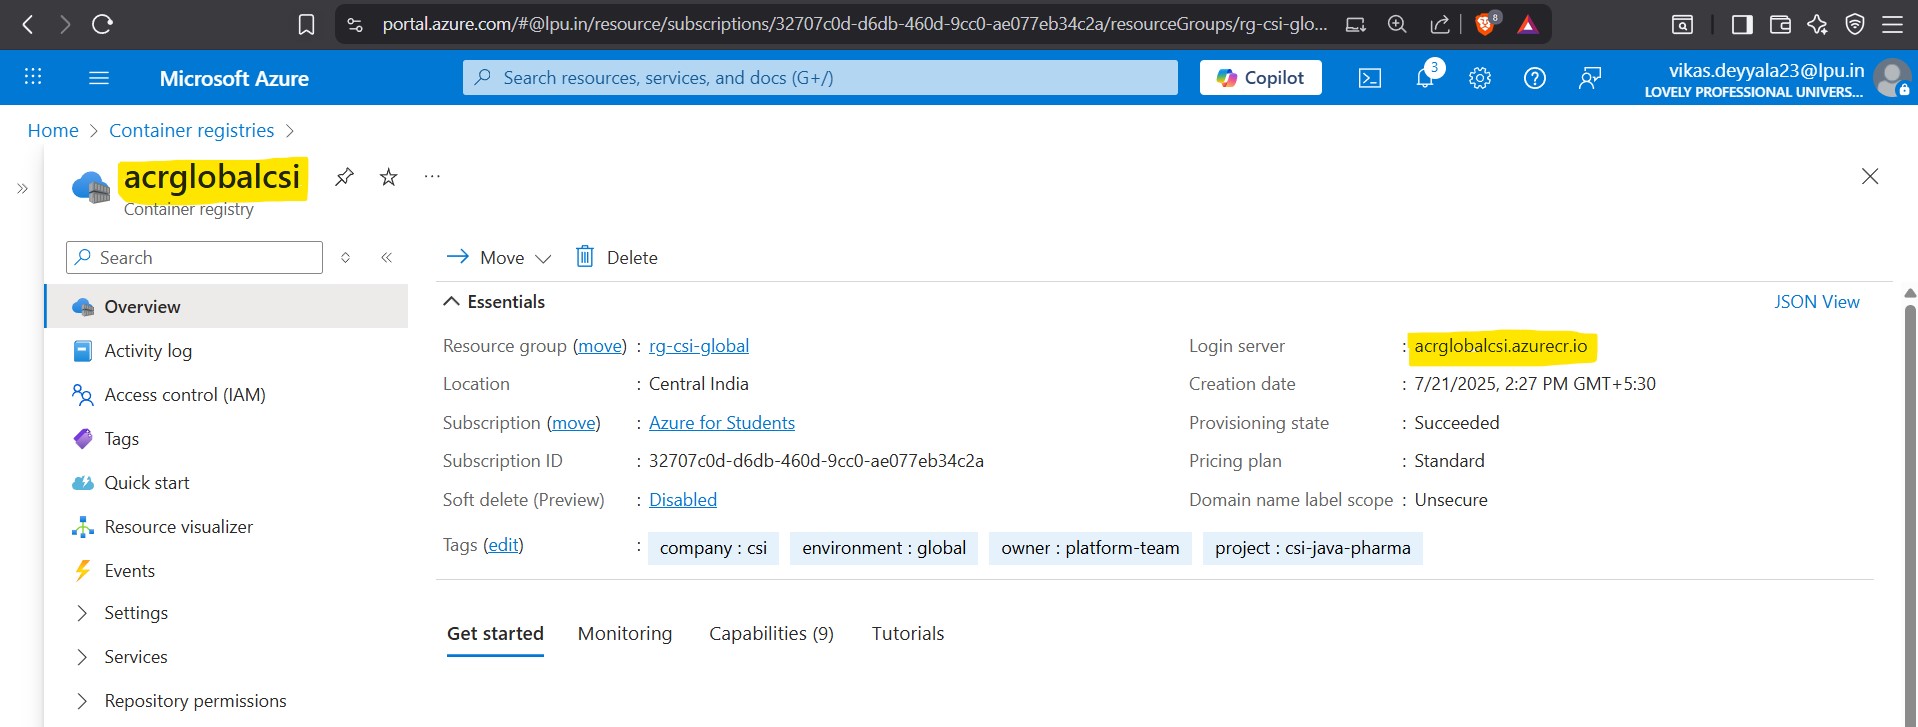 portal.azure.com/#@lpu.in/resource/subscriptions/32707c0d-d6db-460d-9cc0-ae077eb34c2a/resourceGroups/rg-csi-glo...
8
Microsoft Azure
Search resources, services, and docs (G+/)
Copilot
3
vikas.deyyala23@lpu.in
LOVELY PROFESSIONAL UNIVERS...
Home > Container registries >
acrglobalcsi
Container registry
Search
Move
Delete
Overview
Activity log
Access control (IAM)
Tags
Quick start
Resource visualizer
Events
Settings
Services
Repository permissions
Essentials
JSON View
Resource group (move) : rg-csi-global
Location : Central India
Subscription (move) : Azure for Students
Subscription ID : 32707c0d-d6db-460d-9cc0-ae077eb34c2a
Soft delete (Preview) : Disabled
Login server : acrglobalcsi.azurecr.io
Creation date : 7/21/2025, 2:27 PM GMT+5:30
Provisioning state : Succeeded
Pricing plan : Standard
Domain name label scope : Unsecure
Tags (edit) : company : csi environment : global owner : platform-team project : csi-java-pharma
Get started Monitoring Capabilities (9) Tutorials